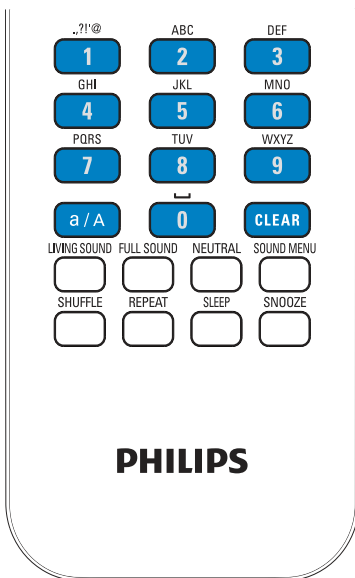 .,?!'@ ABC DEF
1 2 3
GHI JKL MNO
4 5 6
PQRS TUV WXYZ
7 8 9
a/A 0 CLEAR
LIVING SOUND FULL SOUND NEUTRAL SOUND MENU
SHUFFLE REPEAT SLEEP SNOOZE
PHILIPS